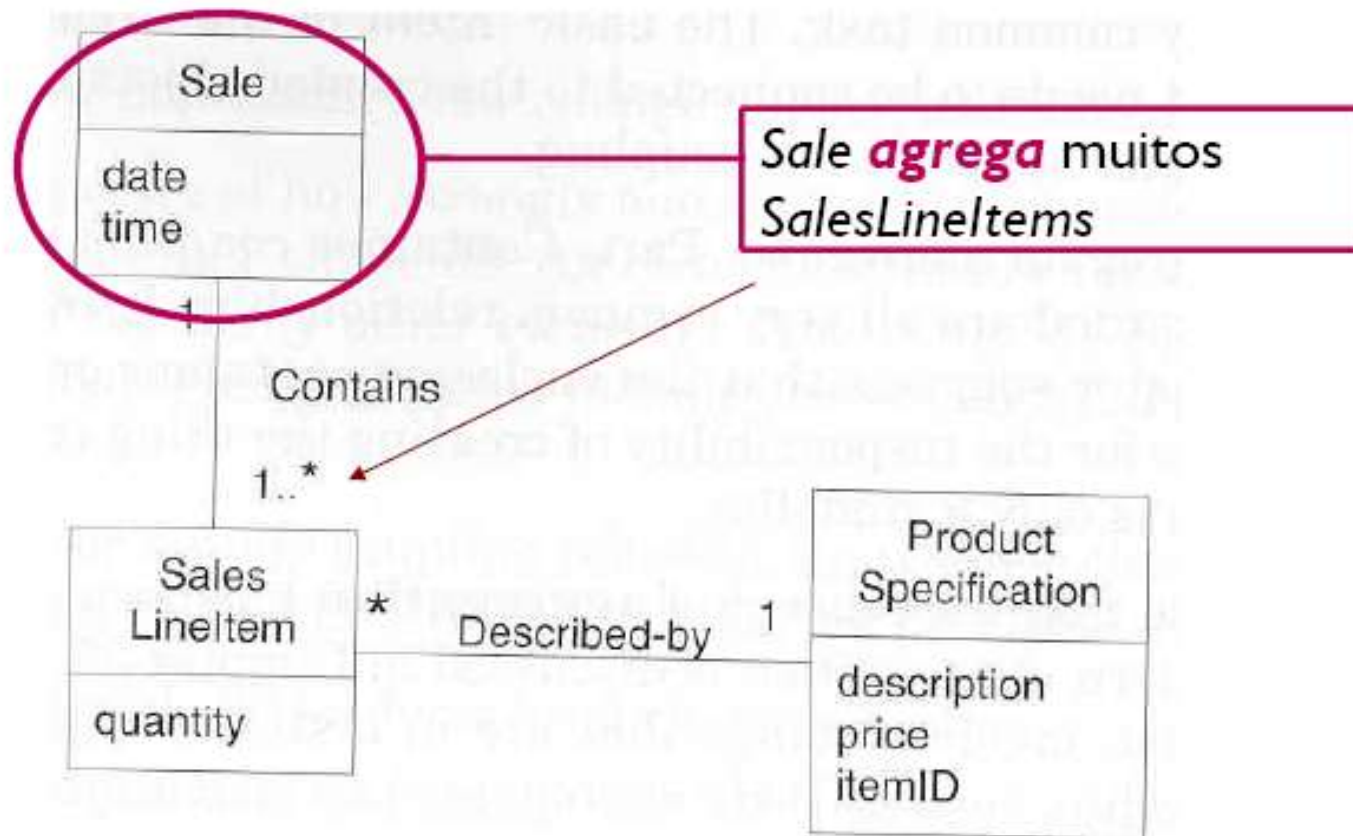 Sale
date
time
Sale agrega muitos
SalesLineItems
1
Contains
1..*
Sales
LineItem
quantity
*
Described-by
1
Product
Specification
description
price
itemID